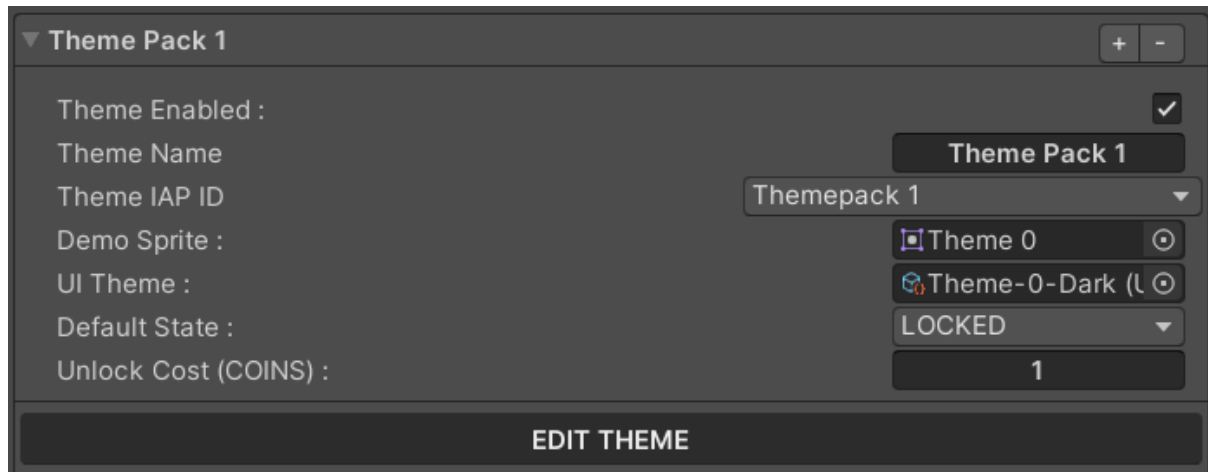 Theme Pack 1 + -
Theme Enabled :
Theme Name Theme Pack 1
Theme IAP ID Themepack 1
Demo Sprite : Theme 0
UI Theme : Theme-0-Dark (
Default State : LOCKED
Unlock Cost (COINS) : 1
EDIT THEME